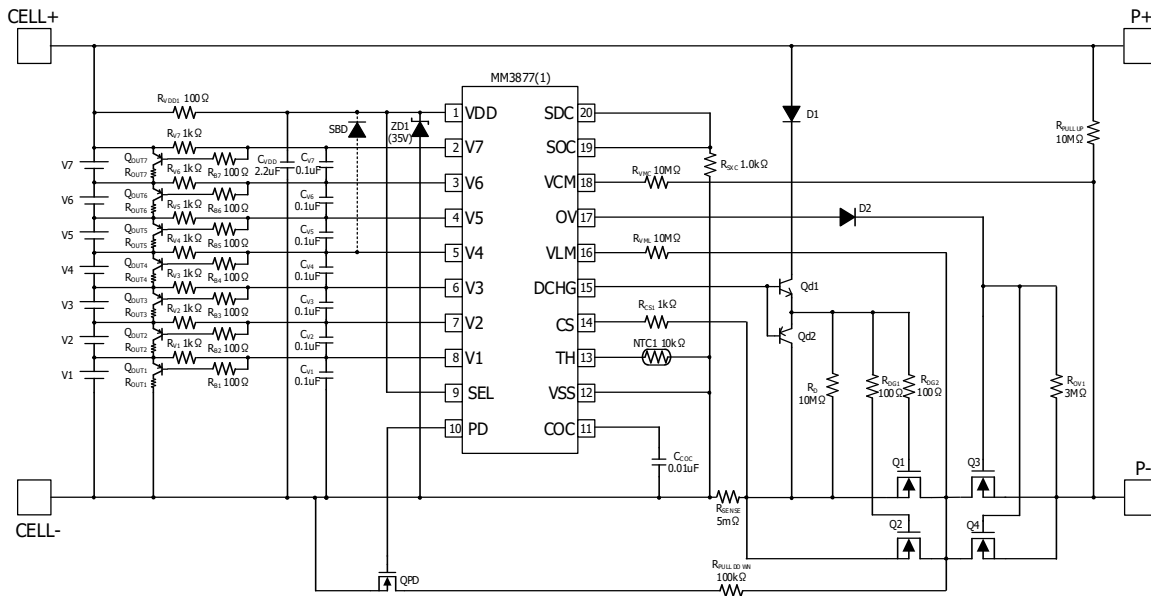 CELL+
P+
MM3877(1)
RVDD1 100Ω
1 VDD
SDC 20
SBD
ZD1
(35V)
D1
RPULLUP
10MΩ
RV7 1kΩ
2 V7
SOC 19
RSXC 1.0kΩ
V7
QOUT7
ROUT7
RB7 100Ω
CVDD
2.2uF
CV7
0.1uF
RV6 1kΩ
3 V6
VCM 18
RVMC 10MΩ
V6
QOUT6
ROUT6
RB6 100Ω
CV6
0.1uF
RV5 1kΩ
4 V5
OV 17
D2
V5
QOUT5
ROUT5
RB5 100Ω
CV5
0.1uF
RV4 1kΩ
5 V4
VLM 16
RVML 10MΩ
V4
QOUT4
ROUT4
RB4 100Ω
CV4
0.1uF
RV3 1kΩ
6 V3
DCHG 15
Qd1
V3
QOUT3
ROUT3
RB3 100Ω
CV3
0.1uF
RV2 1kΩ
7 V2
CS 14
RCS1 1kΩ
Qd2
V2
QOUT2
ROUT2
RB2 100Ω
CV2
0.1uF
RV1 1kΩ
8 V1
TH 13
NTC1 10kΩ
V1
QOUT1
ROUT1
RB1 100Ω
CV1
0.1uF
9 SEL
VSS 12
RD
10MΩ
RDG1
100Ω
RDG2
100Ω
ROV1
3MΩ
10 PD
COC 11
CCOC
0.01uF
Q1
Q3
P-
CELL-
RSENSE
5mΩ
Q2
Q4
QPD
RPULLDOWN
100kΩ